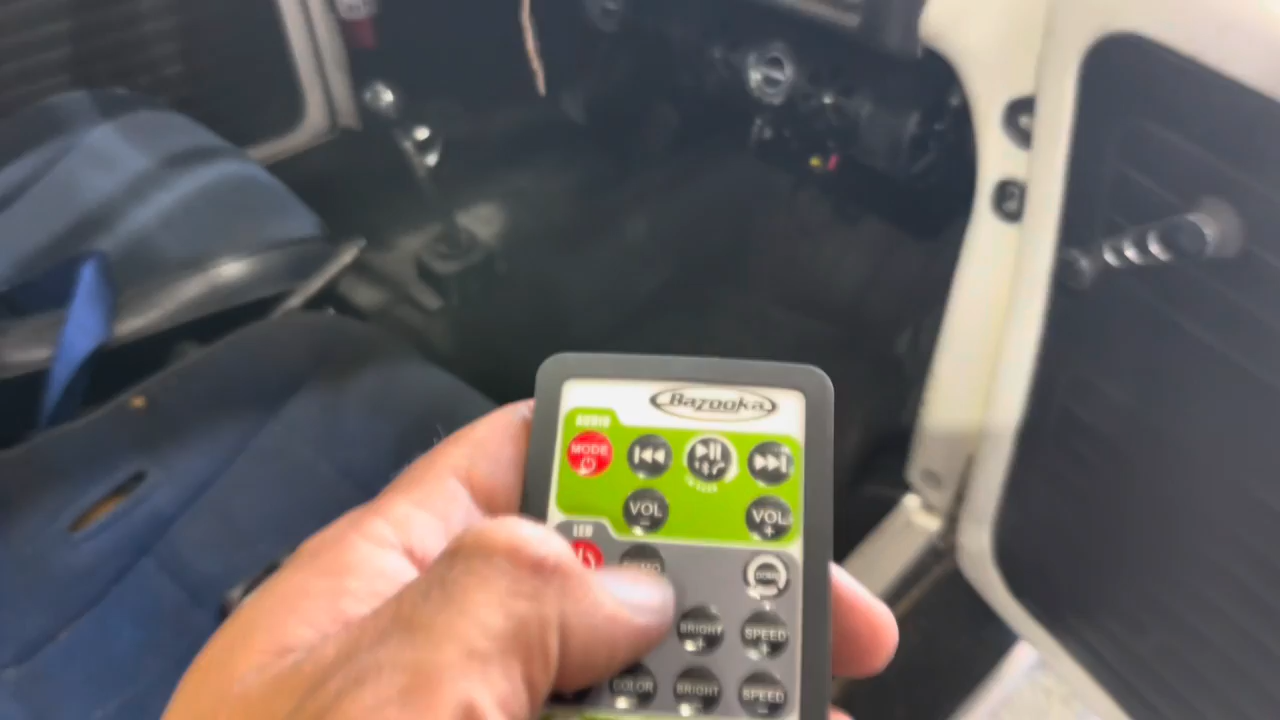 Bazooka
AUDIO
MODE
VOL
-
VOL
+
LED
BRIGHT
+
SPEED
+
COLOR
-
BRIGHT
-
SPEED
-